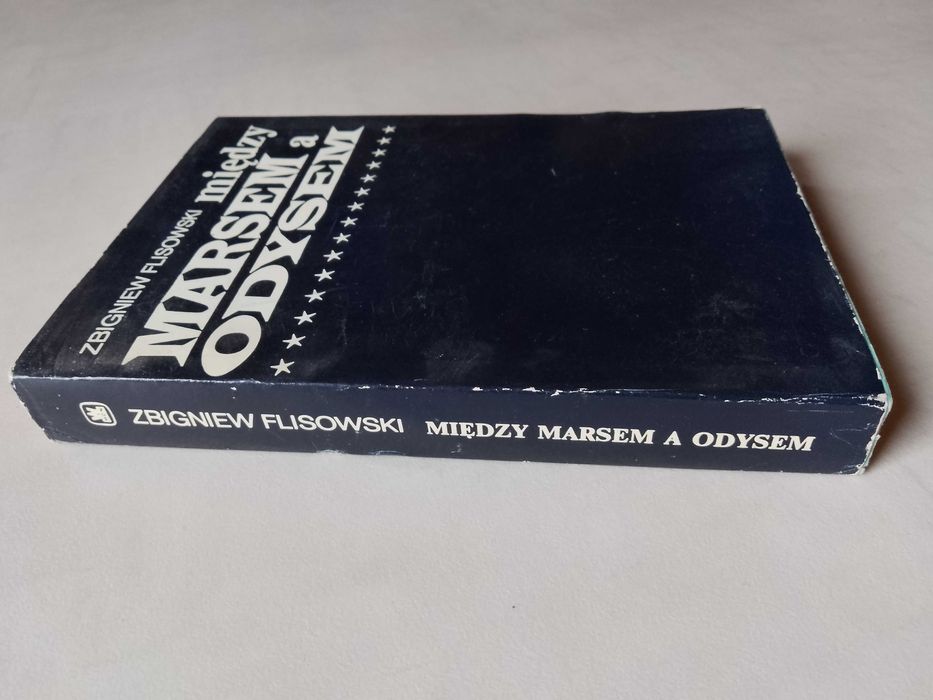 ZBIGNIEW FLISOWSKI
między
MARSEM a
ODYSEM
ZBIGNIEW FLISOWSKI MIĘDZY MARSEM A ODYSEM